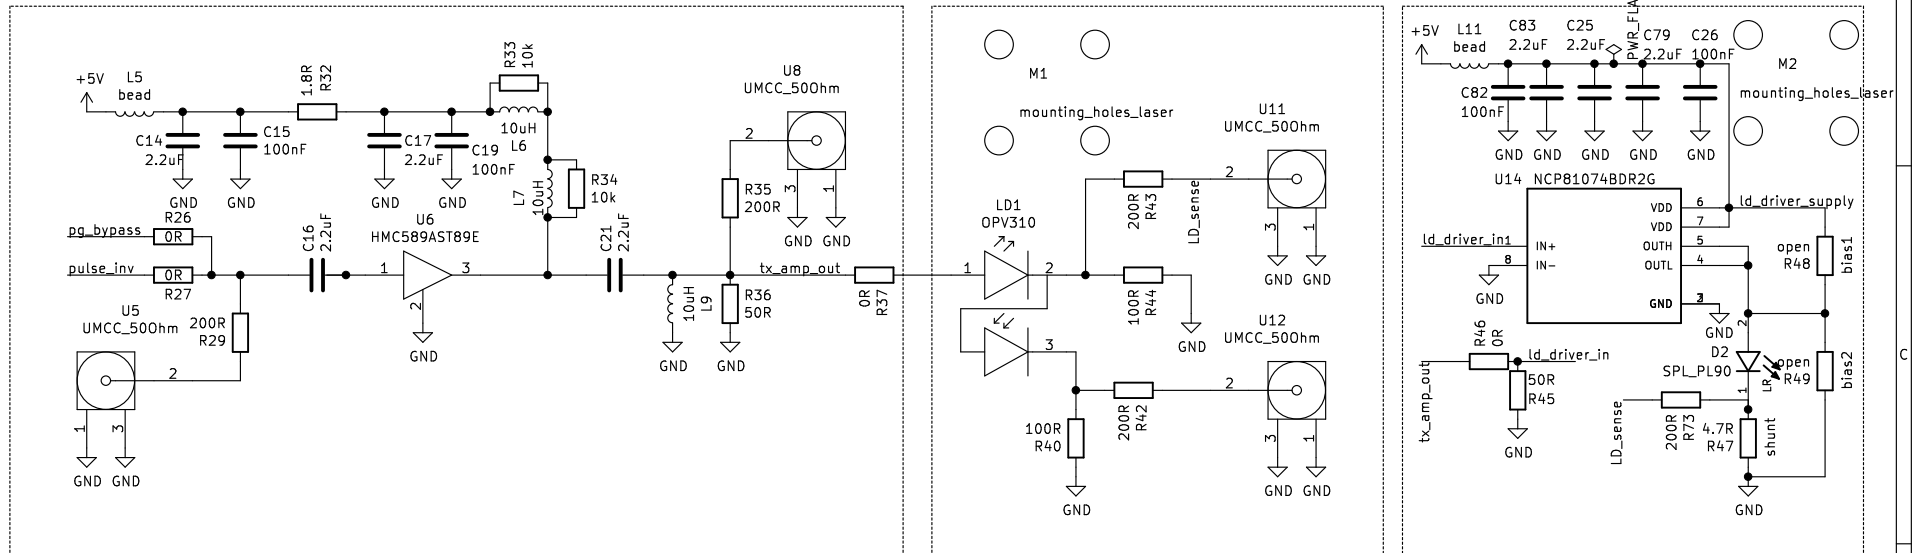 +5V
L5
bead
C14
2.2uF
GND
C15
100nF
GND
1.8R
R32
C17
2.2uF
GND
C19
100nF
GND
R33
10k
10uH
L6
L7
10uH
R34
10k
pg_bypass
R26
0R
pulse_inv
0R
R27
U5
UMCC_50Ohm
200R
R29
2
1
3
GND
GND
C16
2.2uF
U6
HMC589AST89E
1
3
2
GND
C21
2.2uF
10uH
L9
GND
U8
UMCC_50Ohm
2
3
1
GND
GND
R35
200R
R36
50R
GND
tx_amp_out
0R
R37
M1
mounting_holes_laser
LD1
OPV310
1
2
3
200R
R43
LD_sense
U11
UMCC_50Ohm
2
3
1
GND
GND
100R
R44
GND
100R
R40
GND
200R
R42
U12
UMCC_50Ohm
2
3
1
GND
GND
+5V
L11
bead
C83
2.2uF
C25
2.2uF
PWR_FLA
C79
2.2uF
C26
100nF
C82
100nF
GND
GND
GND
GND
GND
M2
mounting_holes_laser
U14
NCP81074BDR2G
VDD
6
VDD
7
OUTH
5
OUTL
4
GND
GND
IN+
1
IN-
8
GND
ld_driver_in
ld_driver_supply
open
R48
bias1
R46
0R
ld_driver_in
50R
R45
GND
tx_amp_out
2
D2
SPL_PL90
LR
1
open
R49
bias2
LD_sense
200R
R73
4.7R
R47
shunt
GND
C